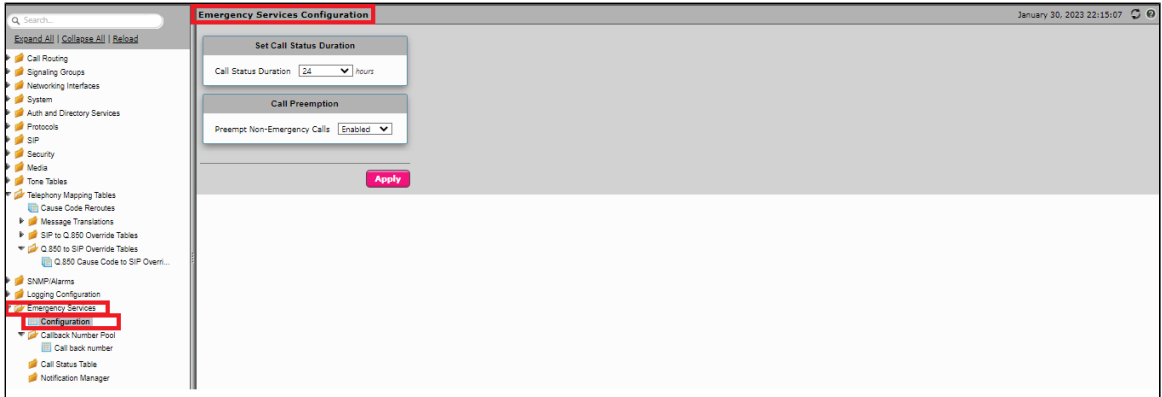 Search...
Expand All | Collapse All | Reload
Call Routing
Signaling Groups
Networking Interfaces
System
Auth and Directory Services
Protocols
SIP
Security
Media
Tone Tables
Telephony Mapping Tables
Cause Code Reroutes
Message Translations
SIP to Q.850 Override Tables
Q.850 to SIP Override Tables
Q.850 Cause Code to SIP Overri...
SNMP/Alarms
Logging Configuration
Emergency Services
Configuration
Callback Number Pool
Call back number
Call Status Table
Notification Manager
Emergency Services Configuration
January 30, 2023 22:15:07
Set Call Status Duration
Call Status Duration 24 hours
Call Preemption
Preempt Non-Emergency Calls Enabled
Apply